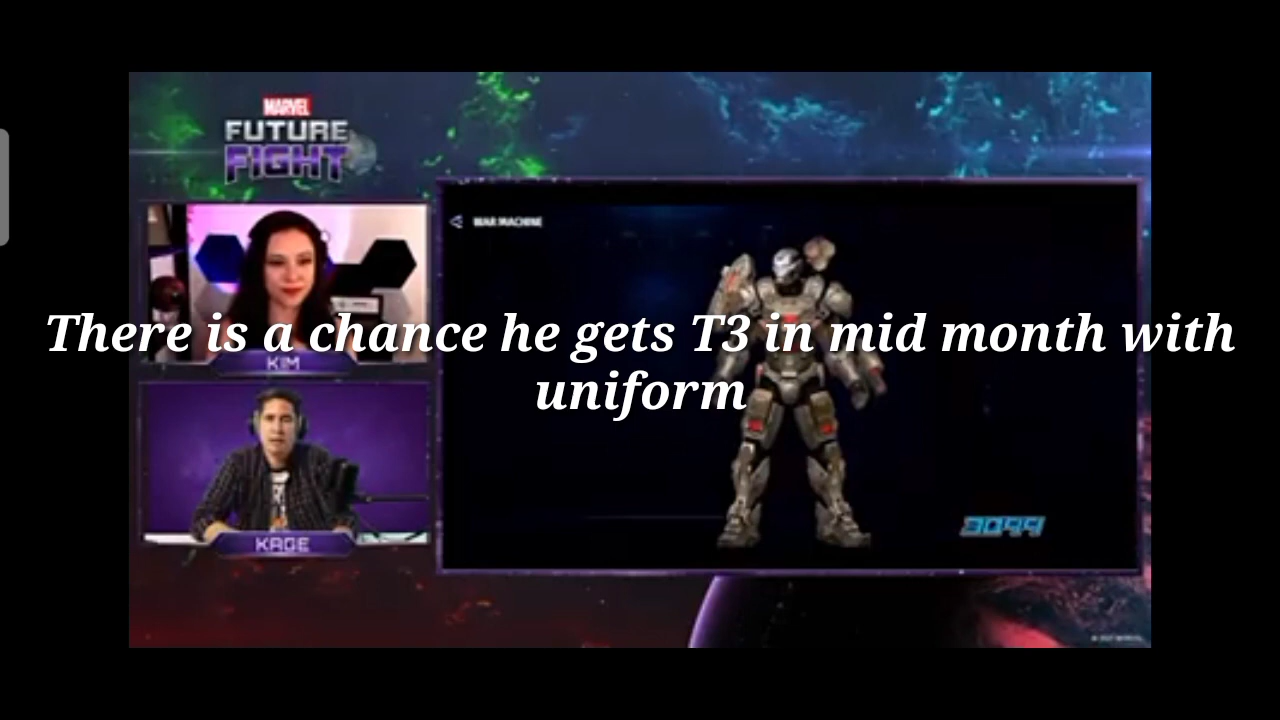 MARVEL
FUTURE
FIGHT
WAR MACHINE
There is a chance he gets T3 in mid month with
uniform
KIM
3099
KAGE